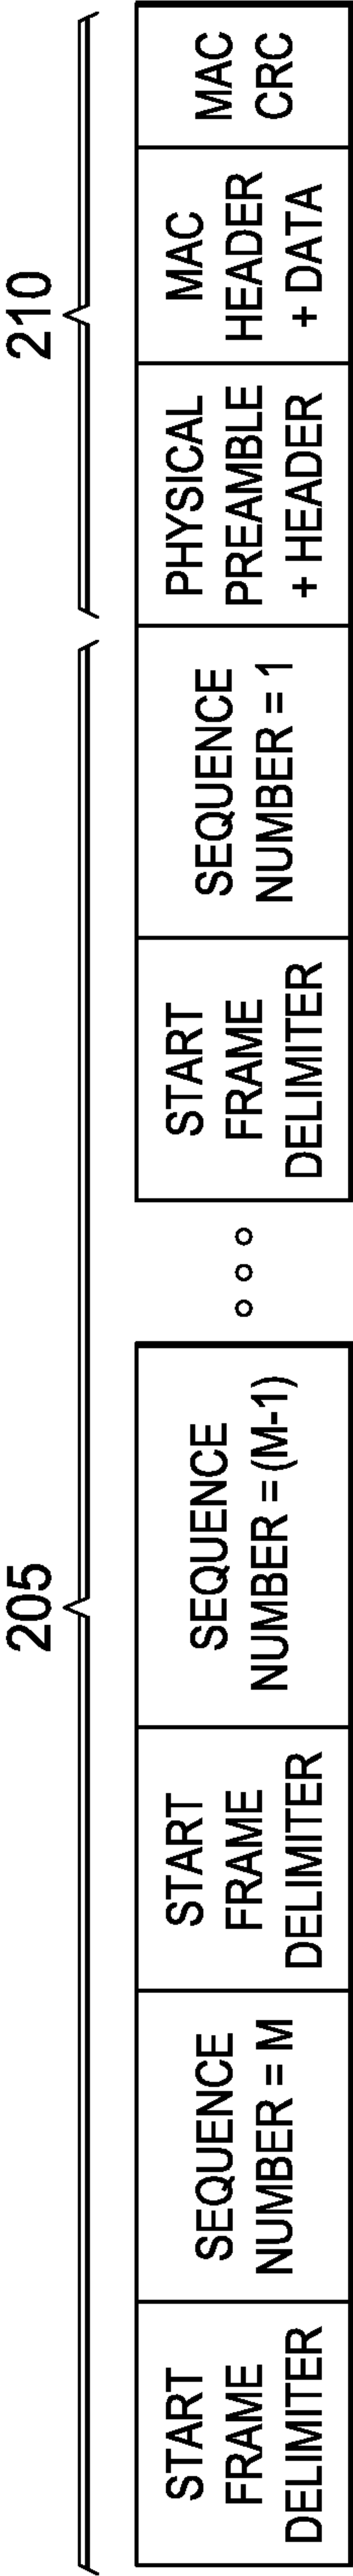 205
210
START
FRAME
DELIMITER
SEQUENCE
NUMBER = M
START
FRAME
DELIMITER
SEQUENCE
NUMBER = (M-1)
START
FRAME
DELIMITER
SEQUENCE
NUMBER = 1
PHYSICAL
PREAMBLE
+ HEADER
MAC
HEADER
+ DATA
MAC
CRC